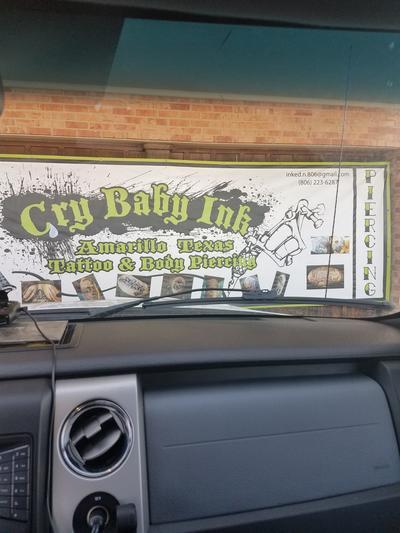 inked.n.806@gmail.com
(806) 223-6287
Cry Baby Ink
Amarillo Texas
Tattoo & Body Piercing
PIERCING